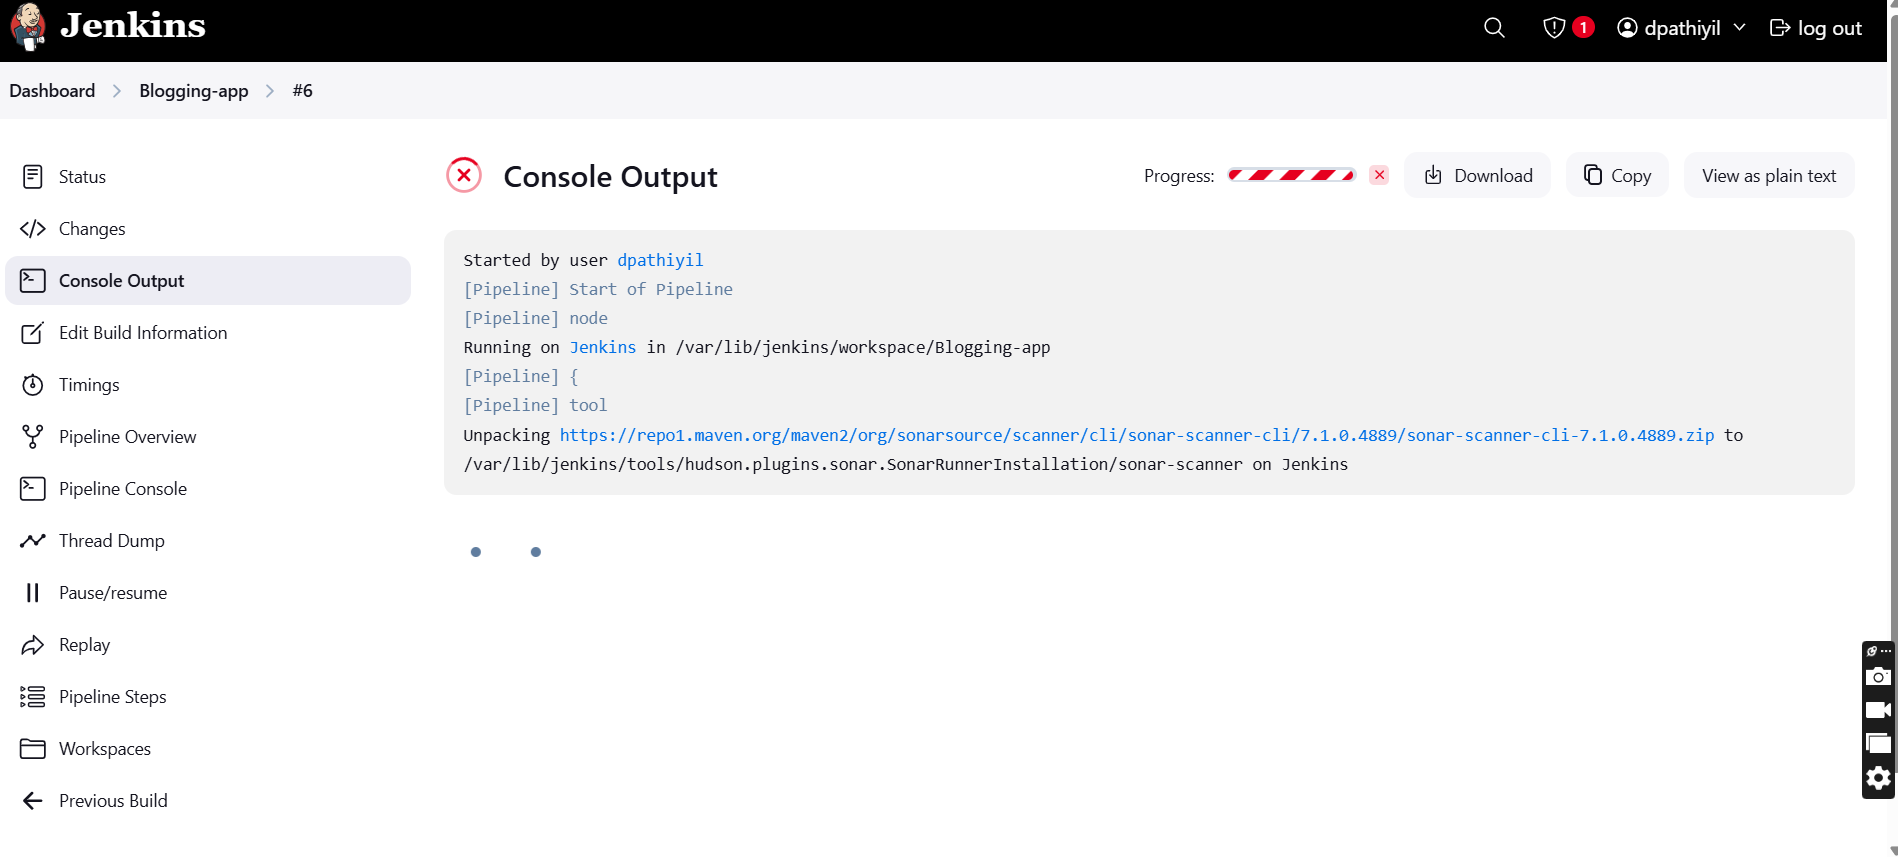 Jenkins
1
dpathiyil
log out
Dashboard
Blogging-app
#6
Status
Changes
Console Output
Edit Build Information
Timings
Pipeline Overview
Pipeline Console
Thread Dump
Pause/resume
Replay
Pipeline Steps
Workspaces
Previous Build
Console Output
Progress:
Download
Copy
View as plain text
Started by user dpathiyil
[Pipeline] Start of Pipeline
[Pipeline] node
Running on Jenkins in /var/lib/jenkins/workspace/Blogging-app
[Pipeline] {
[Pipeline] tool
Unpacking https://repo1.maven.org/maven2/org/sonarsource/scanner/cli/sonar-scanner-cli/7.1.0.4889/sonar-scanner-cli-7.1.0.4889.zip to
/var/lib/jenkins/tools/hudson.plugins.sonar.SonarRunnerInstallation/sonar-scanner on Jenkins